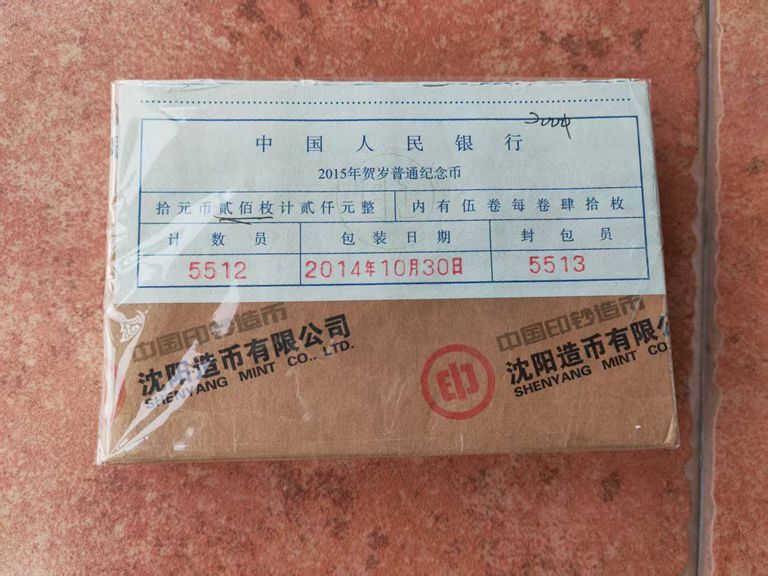 中国人民银行
2015年贺岁普通纪念币
拾元币贰佰枚计贰仟元整 内有伍卷每卷肆拾枚
计数员 包装日期 封包员
5512 2014年10月30日 5513
中国印钞造币 中国印钞造币
沈阳造币有限公司 印 沈阳造币有限公司
SHENYANG MINT CO., LTD. SHENYANG MINT CO., LTD.